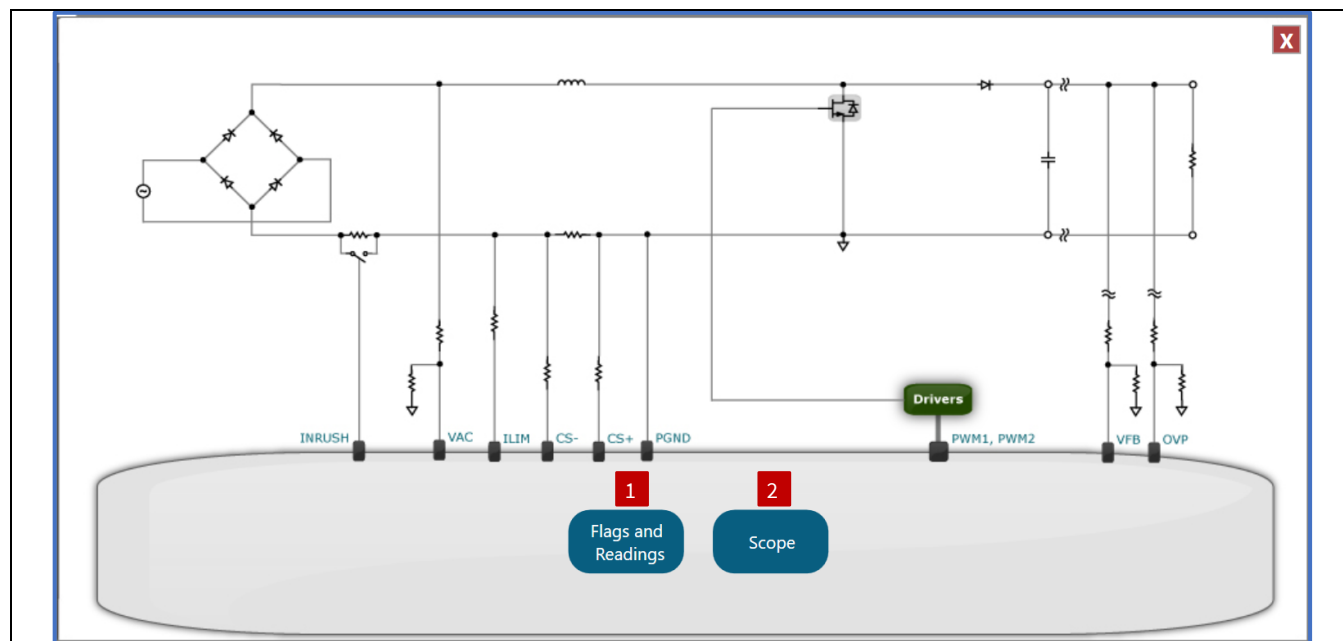 X
Drivers
INRUSH
VAC
ILIM
CS-
CS+
PGND
PWM1, PWM2
VFB
OVP
1
2
Flags and
Readings
Scope